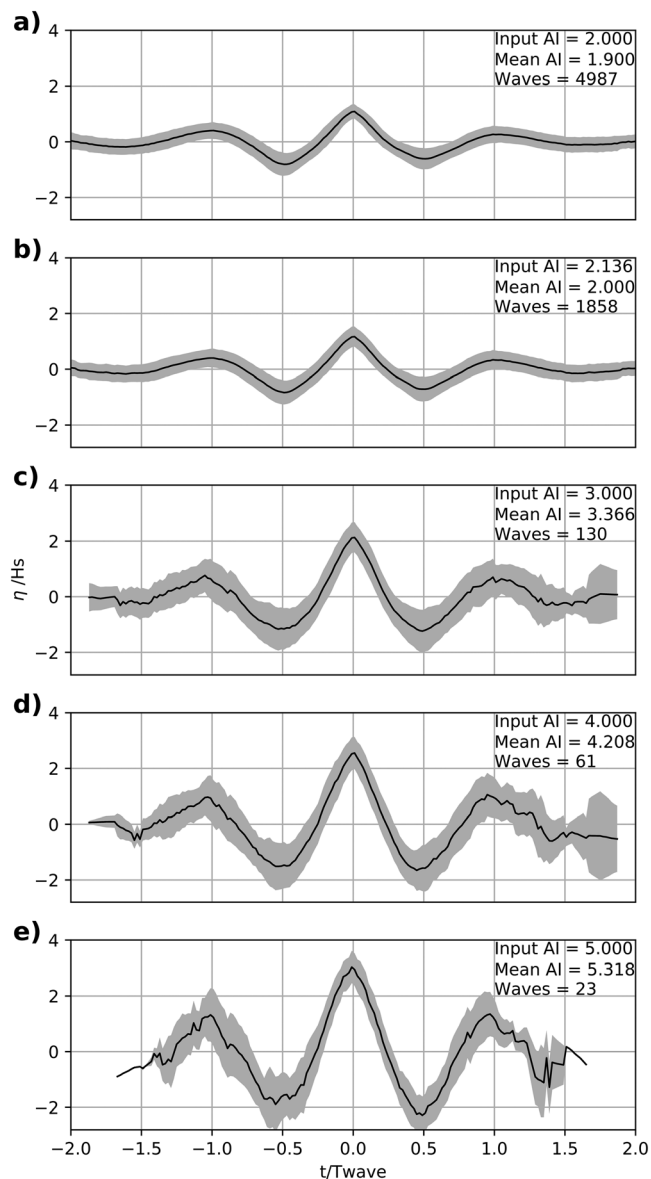 a)
4
2
0
−2
Input AI = 2.000
Mean AI = 1.900
Waves = 4987
b)
4
2
0
−2
Input AI = 2.136
Mean AI = 2.000
Waves = 1858
c)
4
2
0
−2
Input AI = 3.000
Mean AI = 3.366
Waves = 130
η /Hs
d)
4
2
0
−2
Input AI = 4.000
Mean AI = 4.208
Waves = 61
e)
4
2
0
−2
Input AI = 5.000
Mean AI = 5.318
Waves = 23
−2.0 −1.5 −1.0 −0.5 0.0 0.5 1.0 1.5 2.0
t/Twave